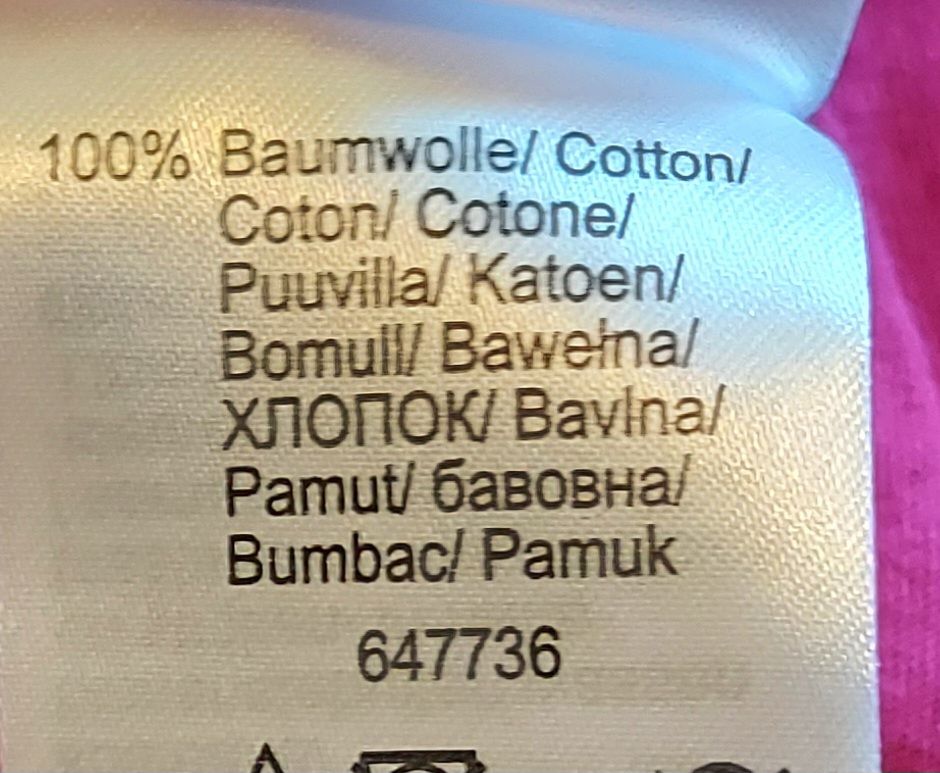 100% Baumwolle/ Cotton/
Coton/ Cotone/
Puuvilla/ Katoen/
Bomull/ Bawełna/
ХЛОПОК/ Bavlna/
Pamut/ бавовна/
Bumbac/ Pamuk
647736